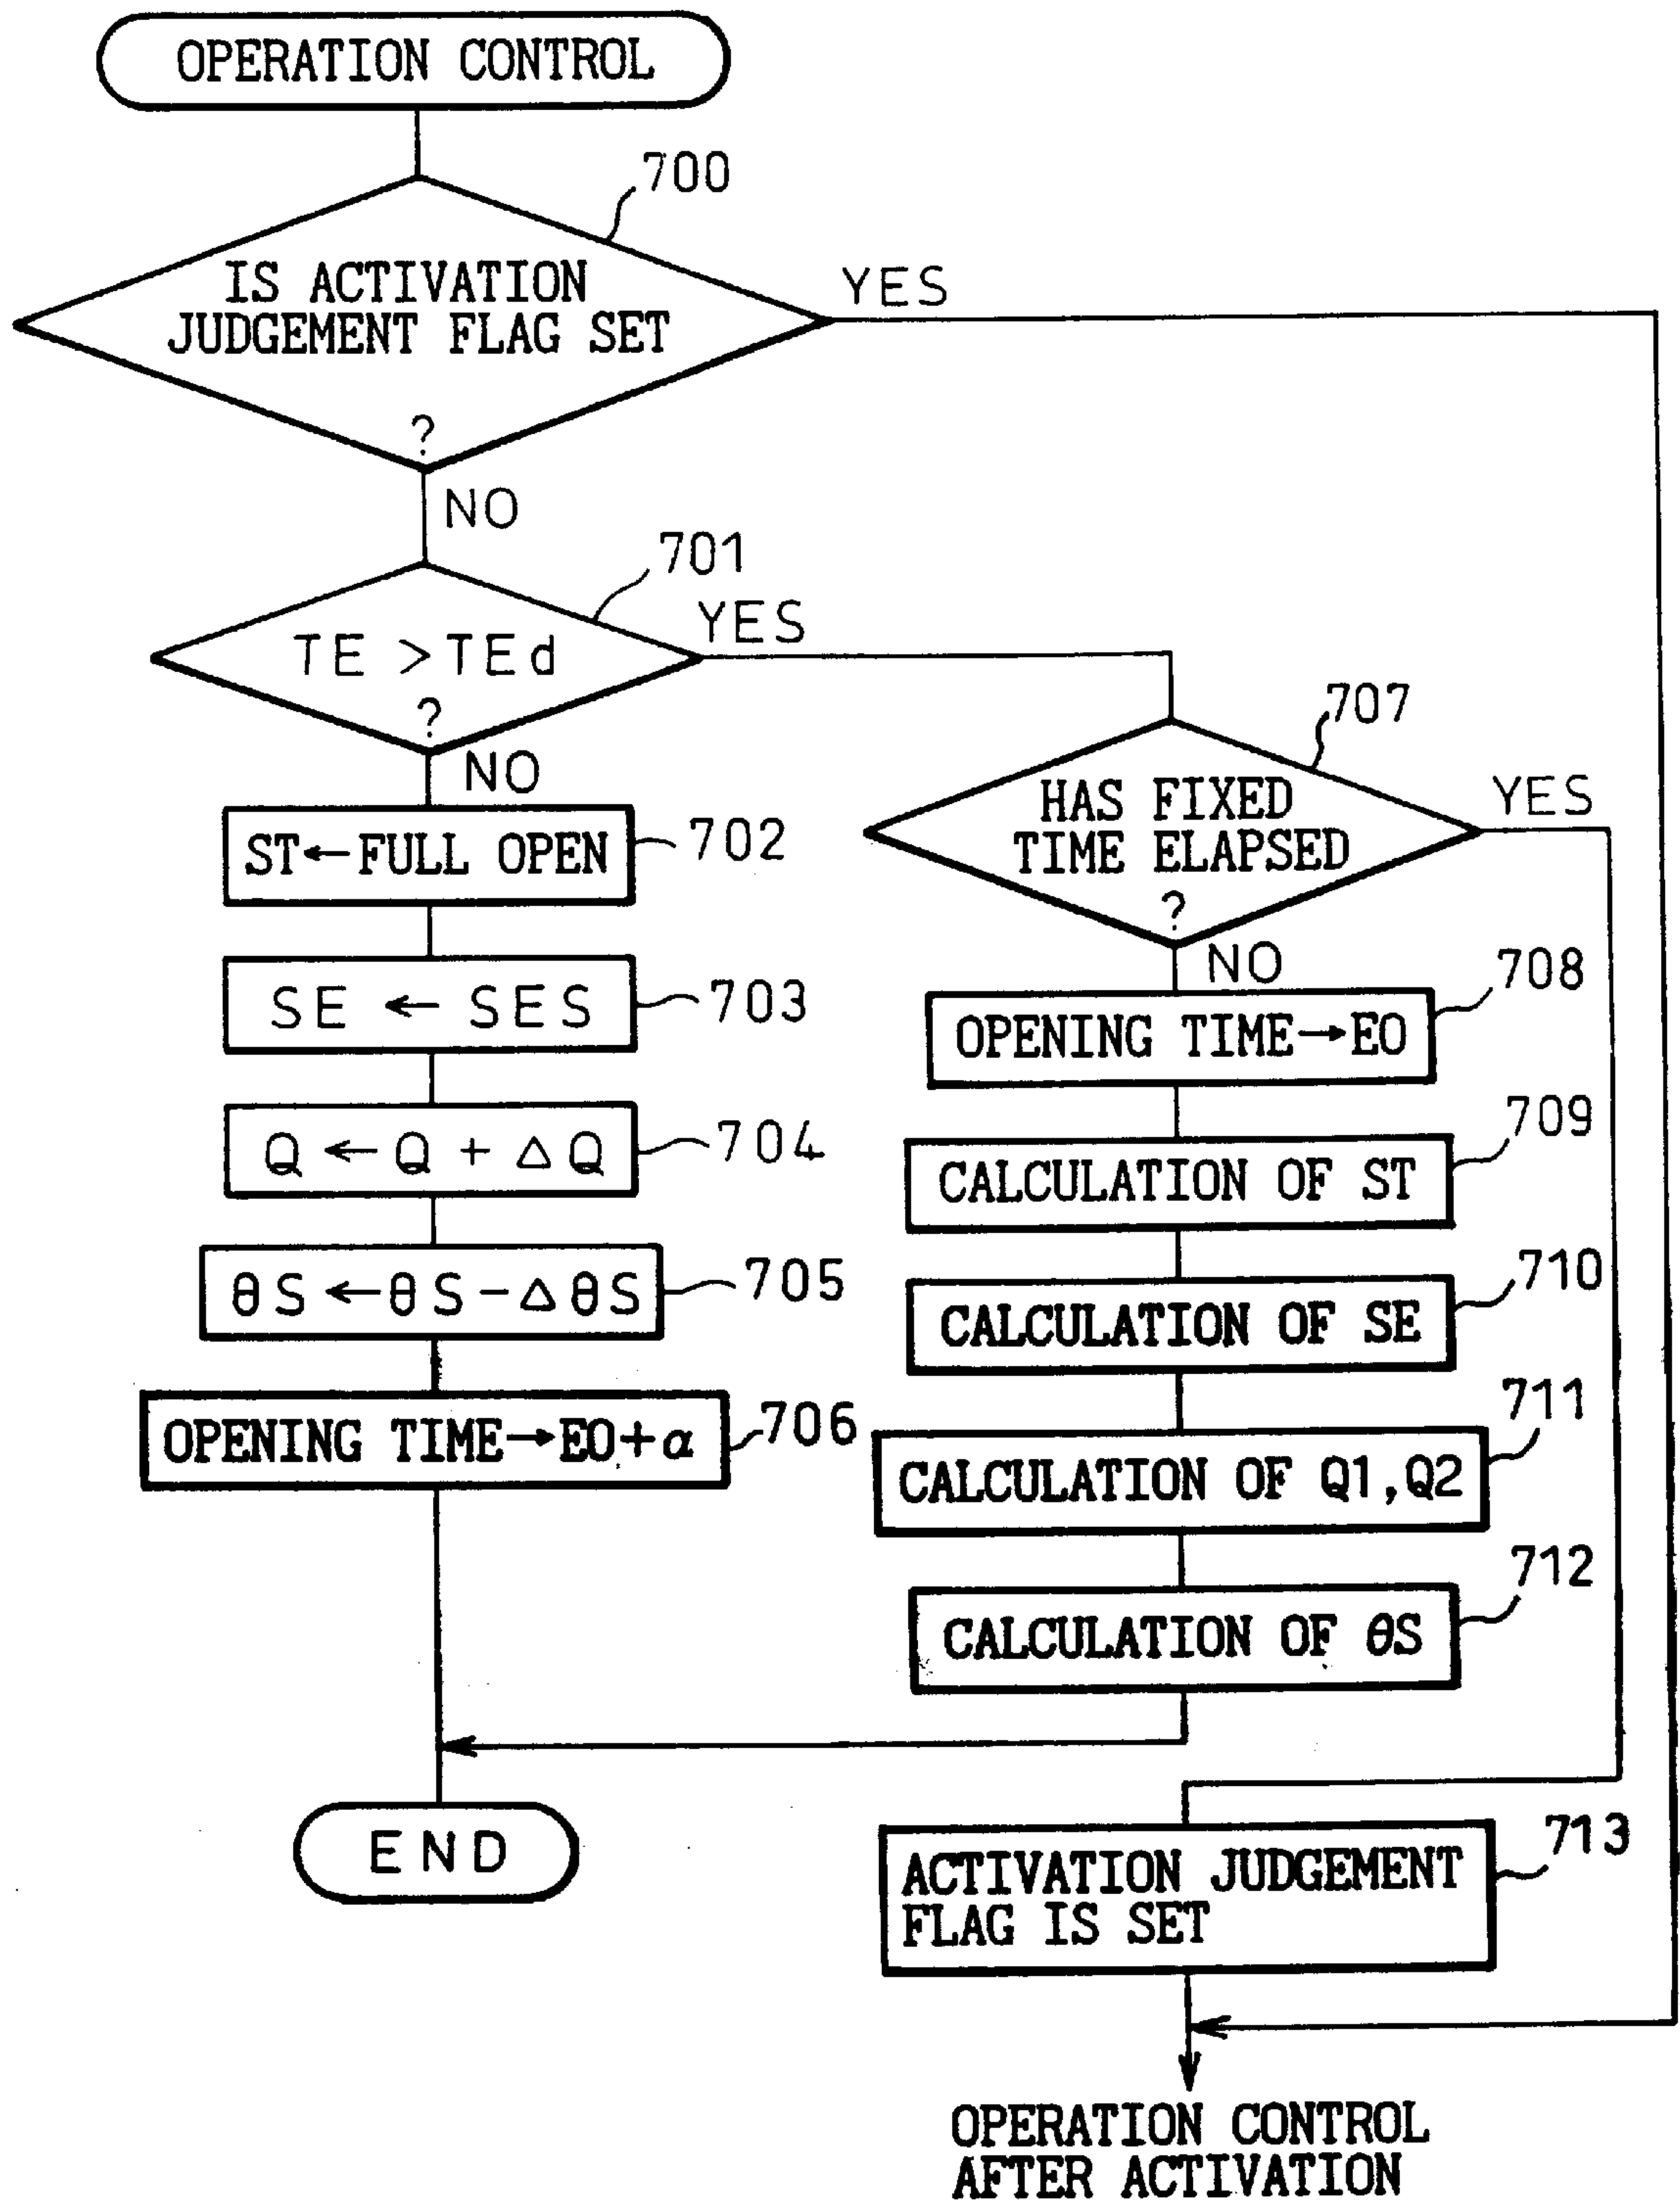 OPERATION CONTROL
700
IS ACTIVATION
JUDGEMENT FLAG SET
?
YES
NO
701
TE >TEd
?
YES
NO
707
HAS FIXED
TIME ELAPSED
?
YES
NO
ST←FULL OPEN
702
SE ← SES
703
Q ← Q + △Q
704
θS←θS−△θS
705
OPENING TIME→EO+α
706
708
OPENING TIME→EO
709
CALCULATION OF ST
710
CALCULATION OF SE
711
CALCULATION OF Q1,Q2
712
CALCULATION OF θS
END
713
ACTIVATION JUDGEMENT
FLAG IS SET
OPERATION CONTROL
AFTER ACTIVATION